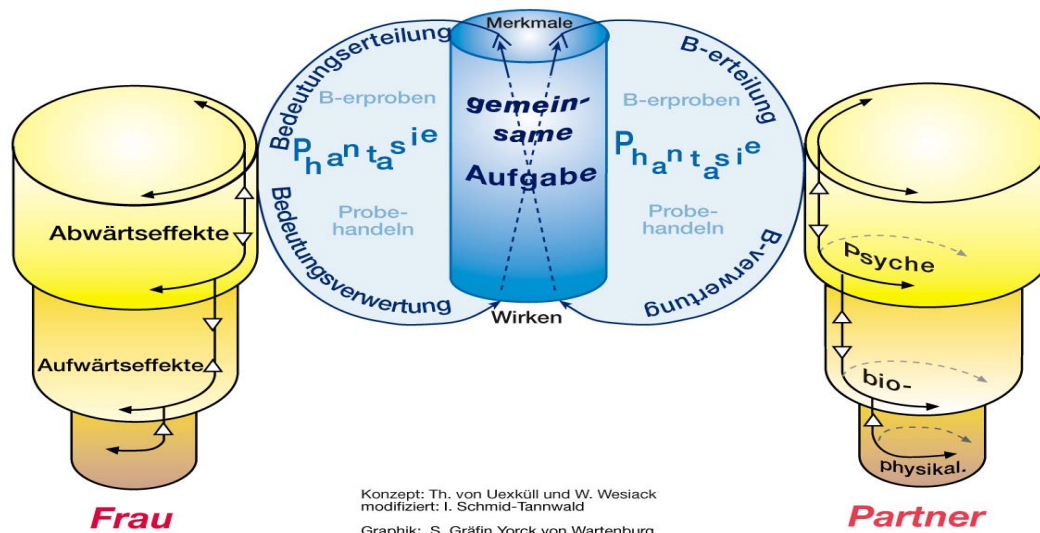 Merkmale
Bedeutungserteilung
B-erteilung
B-erproben
B-erproben
gemein-
same
Aufgabe
Phantasie
Phantasie
Probe-
handeln
Probe-
handeln
Bedeutungsverwertung
B-verwertung
Wirken
Abwärtseffekte
Aufwärtseffekte
Psyche
bio-
physikal.
Frau
Partner
Konzept: Th. von Uexküll und W. Wesiack
modifiziert: I. Schmid-Tannwald
Graphik: S. Gräfin Yorck von Wartenburg